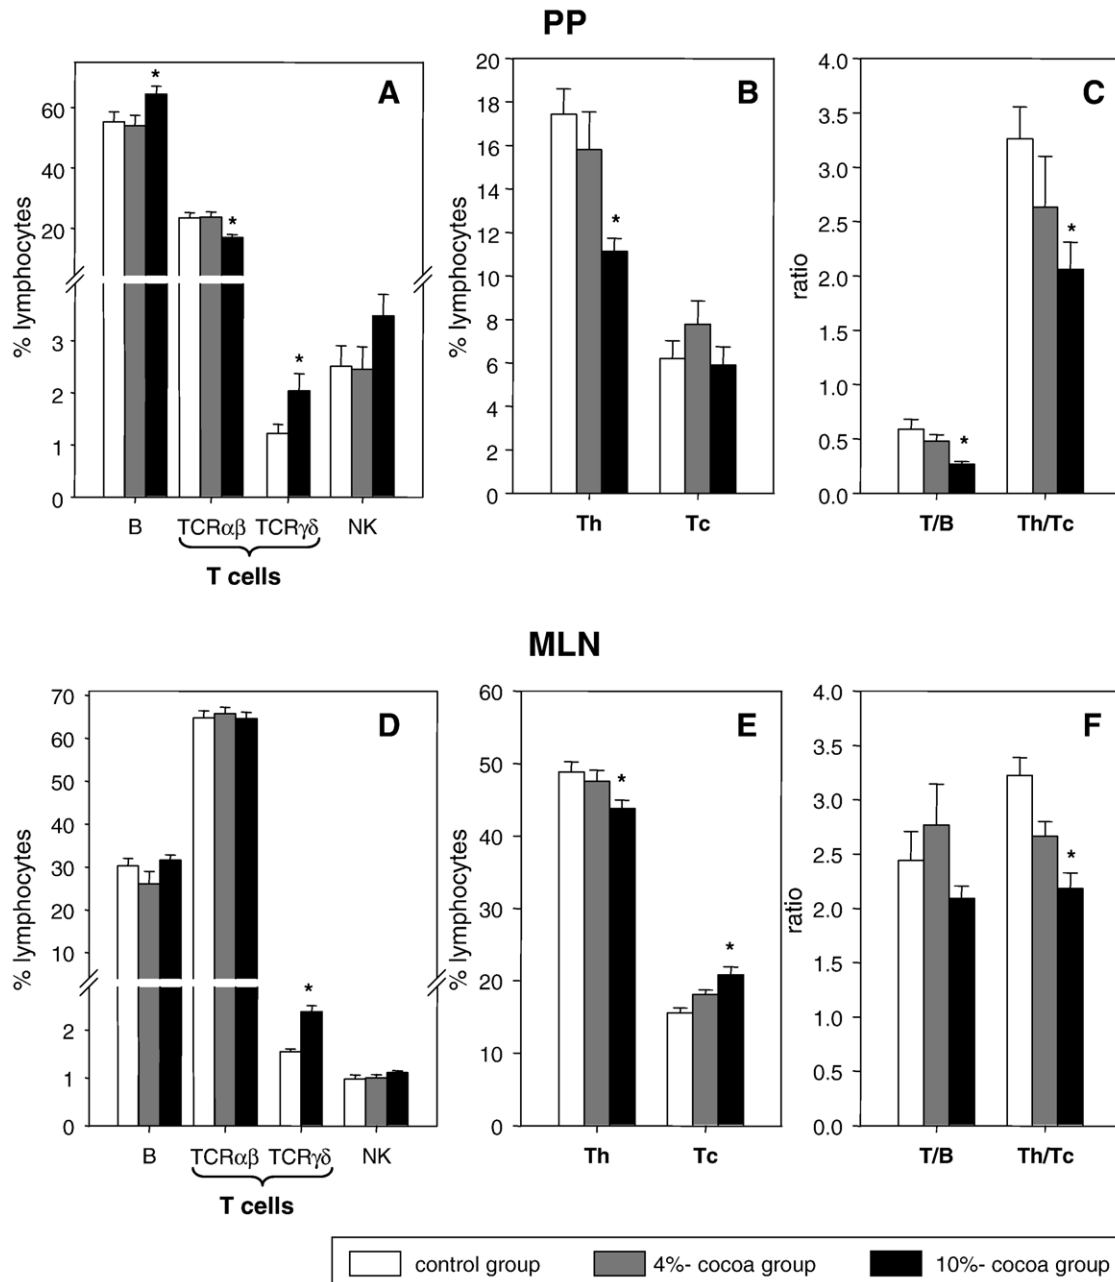 PP
A
% lymphocytes
60
40
20
3
2
1
0
*
*
*
B TCRαβ TCRγδ NK
T cells
B
% lymphocytes
20
18
16
14
12
10
8
6
4
2
0
*
Th Tc
C
ratio
4.0
3.5
3.0
2.5
2.0
1.5
1.0
0.5
0.0
*
*
T/B Th/Tc
MLN
D
% lymphocytes
70
60
50
40
30
20
10
2
1
0
*
B TCRαβ TCRγδ NK
T cells
E
% lymphocytes
60
50
40
30
20
10
0
*
*
Th Tc
F
ratio
4.0
3.5
3.0
2.5
2.0
1.5
1.0
0.5
0.0
*
T/B Th/Tc
control group 4%- cocoa group 10%- cocoa group